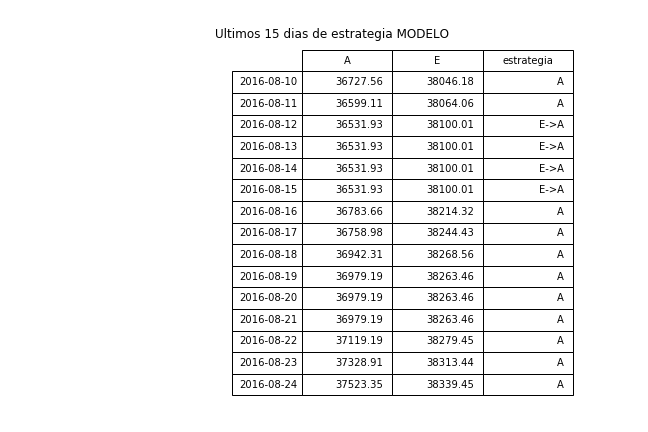 Ultimos 15 dias de estrategia MODELO
A E estrategia
2016-08-10 36727.56 38046.18 A
2016-08-11 36599.11 38064.06 A
2016-08-12 36531.93 38100.01 E->A
2016-08-13 36531.93 38100.01 E->A
2016-08-14 36531.93 38100.01 E->A
2016-08-15 36531.93 38100.01 E->A
2016-08-16 36783.66 38214.32 A
2016-08-17 36758.98 38244.43 A
2016-08-18 36942.31 38268.56 A
2016-08-19 36979.19 38263.46 A
2016-08-20 36979.19 38263.46 A
2016-08-21 36979.19 38263.46 A
2016-08-22 37119.19 38279.45 A
2016-08-23 37328.91 38313.44 A
2016-08-24 37523.35 38339.45 A